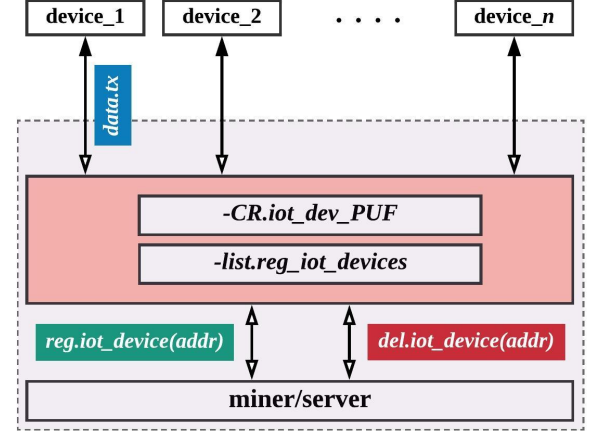 device_1 device_2 . . . . device_n
data.tx
-CR.iot_dev_PUF
-list.reg_iot_devices
reg.iot_device(addr) del.iot_device(addr)
miner/server